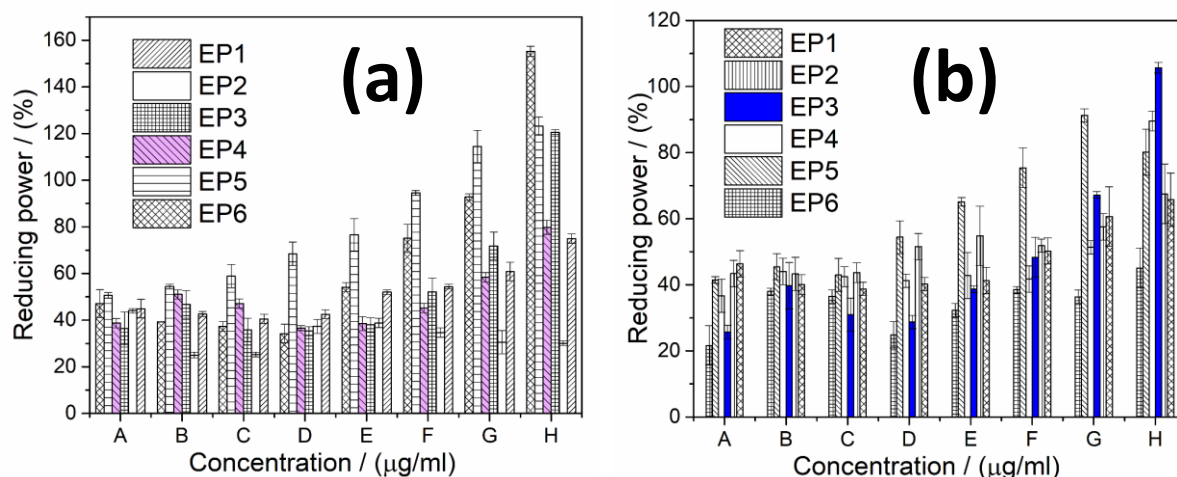 (a)
Reducing power / (%)
160
140
120
100
80
60
40
20
0
EP1
EP2
EP3
EP4
EP5
EP6
A B C D E F G H
Concentration / (µg/ml)
(b)
Reducing power / (%)
120
100
80
60
40
20
0
EP1
EP2
EP3
EP4
EP5
EP6
A B C D E F G H
Concentration / (µg/ml)